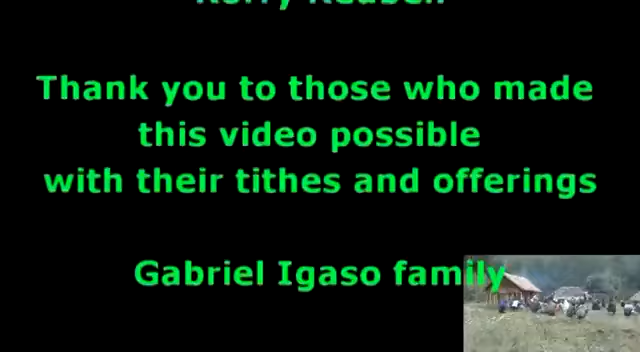 Thank you to those who made
this video possible
with their tithes and offerings
Gabriel Igaso family